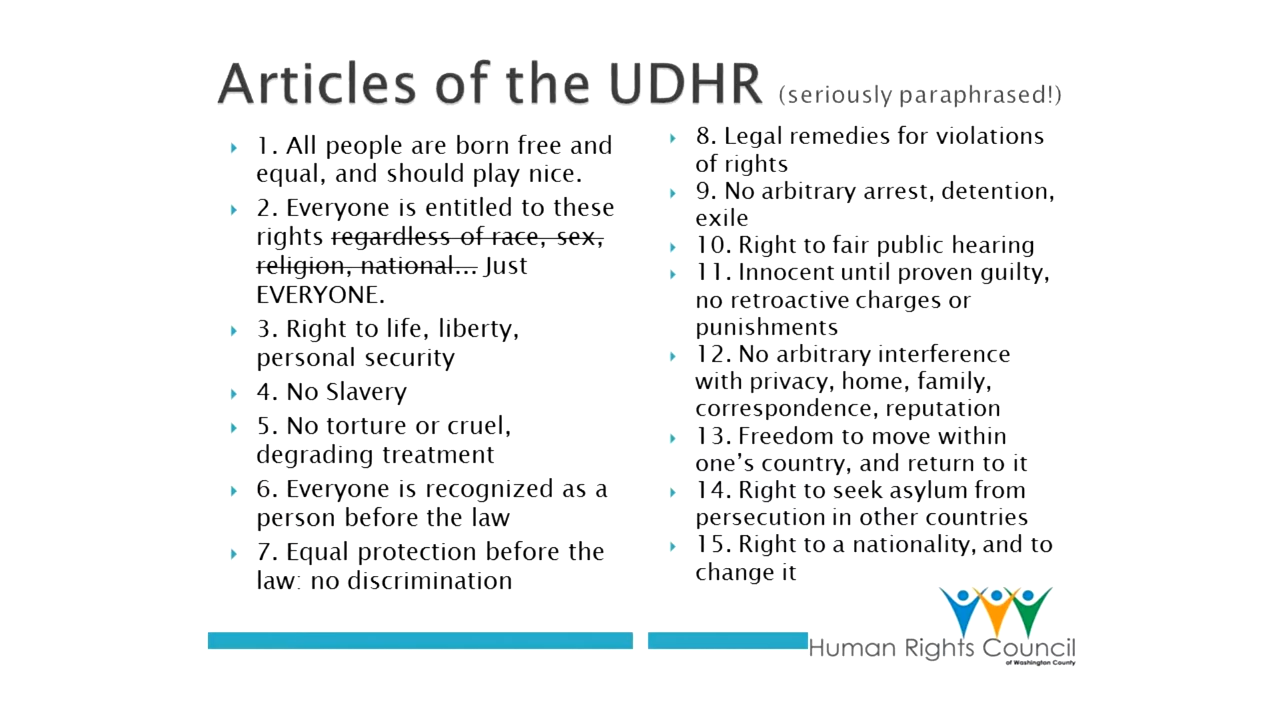 Articles of the UDHR (seriously paraphrased!)
1. All people are born free and
equal, and should play nice.
2. Everyone is entitled to these
rights regardless of race, sex,
religion, national... Just
EVERYONE.
3. Right to life, liberty,
personal security
4. No Slavery
5. No torture or cruel,
degrading treatment
6. Everyone is recognized as a
person before the law
7. Equal protection before the
law: no discrimination
8. Legal remedies for violations
of rights
9. No arbitrary arrest, detention,
exile
10. Right to fair public hearing
11. Innocent until proven guilty,
no retroactive charges or
punishments
12. No arbitrary interference
with privacy, home, family,
correspondence, reputation
13. Freedom to move within
one's country, and return to it
14. Right to seek asylum from
persecution in other countries
15. Right to a nationality, and to
change it
Human Rights Council
of Washington County